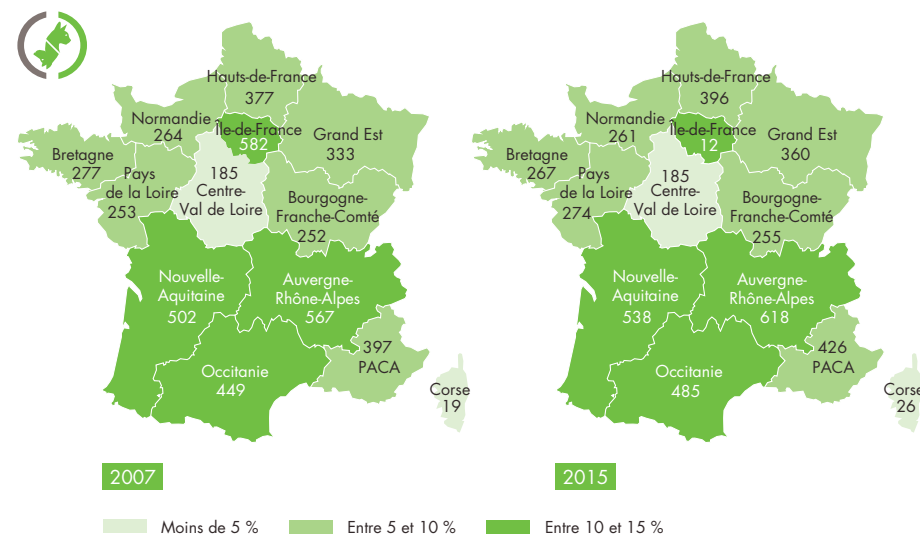 Hauts-de-France
377
Normandie
264
Île-de-France
582
Grand Est
333
Bretagne
277
Pays
de la Loire
253
185
Centre-
Val de Loire
Bourgogne-
Franche-Comté
252
Nouvelle-
Aquitaine
502
Auvergne-
Rhône-Alpes
567
Occitanie
449
397
PACA
Corse
19
2007
Hauts-de-France
396
Normandie
261
Île-de-France
12
Grand Est
360
Bretagne
267
Pays
de la Loire
274
185
Centre-
Val de Loire
Bourgogne-
Franche-Comté
255
Nouvelle-
Aquitaine
538
Auvergne-
Rhône-Alpes
618
Occitanie
485
426
PACA
Corse
26
2015
Moins de 5 %
Entre 5 et 10 %
Entre 10 et 15 %